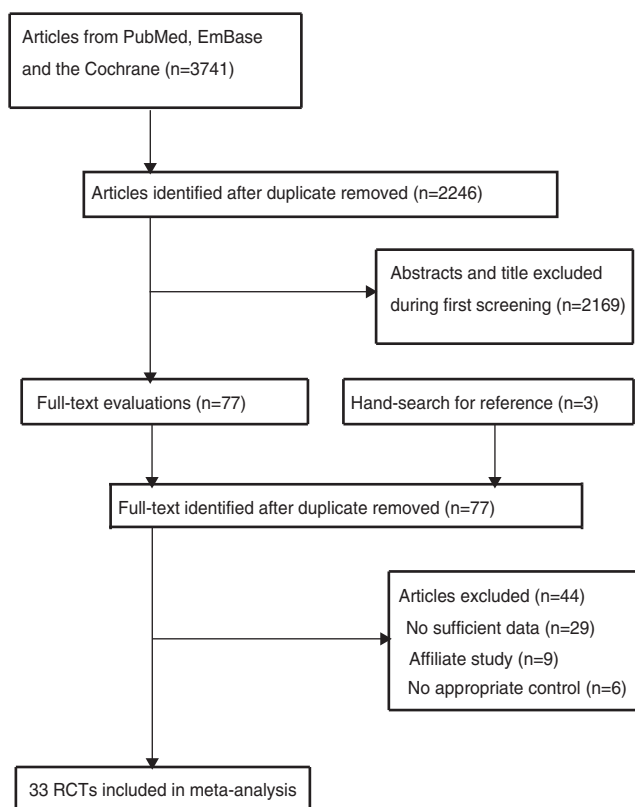 Articles from PubMed, EmBase
and the Cochrane (n=3741)
Articles identified after duplicate removed (n=2246)
Abstracts and title excluded
during first screening (n=2169)
Full-text evaluations (n=77)
Hand-search for reference (n=3)
Full-text identified after duplicate removed (n=77)
Articles excluded (n=44)
No sufficient data (n=29)
Affiliate study (n=9)
No appropriate control (n=6)
33 RCTs included in meta-analysis